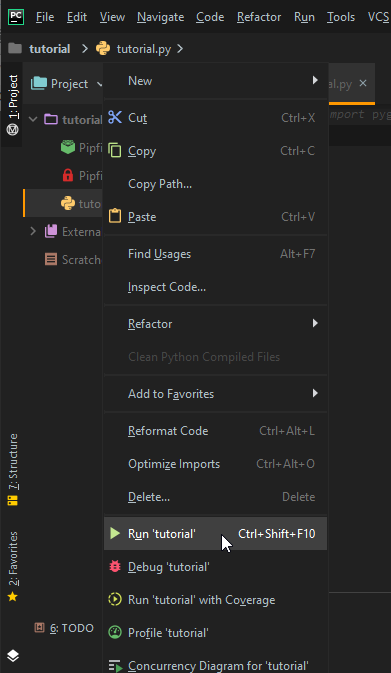 PC File Edit View Navigate Code Refactor Run Tools VCS
tutorial tutorial.py
1: Project
Project
al.py
tutorial
import pyg
Pipfi
Pipfi
tuto
Externa
Scratch
New
Cut Ctrl+X
Copy Ctrl+C
Copy Path...
Paste Ctrl+V
Find Usages Alt+F7
Inspect Code...
Refactor
Clean Python Compiled Files
Add to Favorites
Reformat Code Ctrl+Alt+L
Optimize Imports Ctrl+Alt+O
Delete... Delete
Run 'tutorial' Ctrl+Shift+F10
Debug 'tutorial'
Run 'tutorial' with Coverage
Profile 'tutorial'
Concurrency Diagram for 'tutorial'
7: Structure
2: Favorites
6: TODO